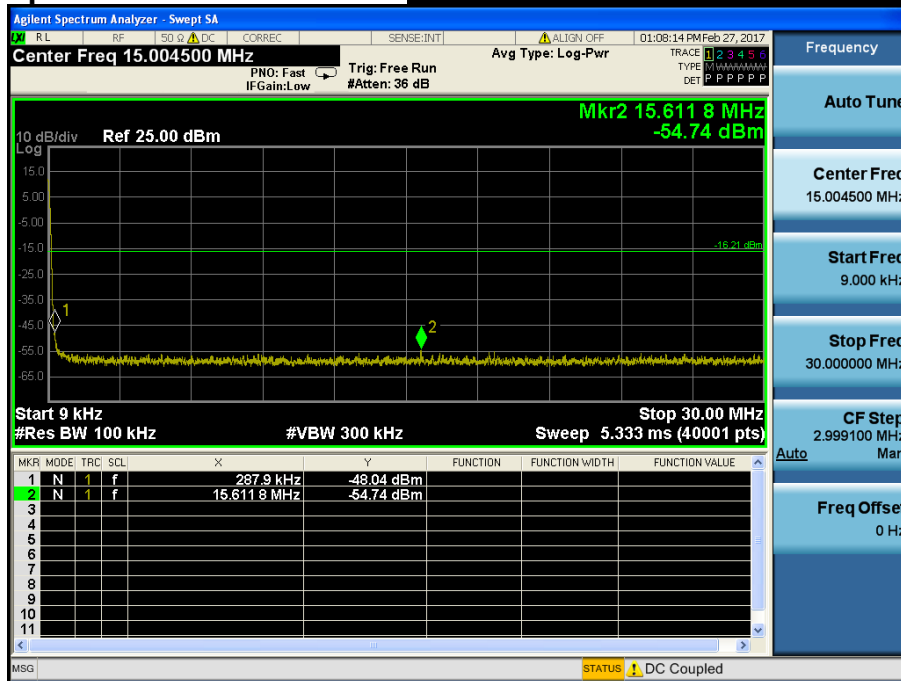 Agilent Spectrum Analyzer - Swept SA
LXI RL RF 50 Ω DC CORREC SENSE:INT ALIGN OFF 01:08:14 PM Feb 27, 2017
Center Freq 15.004500 MHz
PNO: Fast
IFGain:Low
Trig: Free Run
#Atten: 36 dB
Avg Type: Log-Pwr
TRACE 1 2 3 4 5 6
TYPE M W W W W W
DET P P P P P P
Mkr2 15.611 8 MHz
-54.74 dBm
10 dB/div Ref 25.00 dBm
Log
15.0
5.00
-5.00
-15.0
-16.21 dBm
-25.0
-35.0
1
-45.0
2
-55.0
-65.0
Start 9 kHz Stop 30.00 MHz
#Res BW 100 kHz #VBW 300 kHz Sweep 5.333 ms (40001 pts)
MKR MODE TRC SCL X Y FUNCTION FUNCTION WIDTH FUNCTION VALUE
1 N 1 f 287.9 kHz -48.04 dBm
2 N 1 f 15.611 8 MHz -54.74 dBm
3
4
5
6
7
8
9
10
11
MSG STATUS DC Coupled
Frequency
Auto Tune
Center Freq
15.004500 MHz
Start Freq
9.000 kHz
Stop Freq
30.000000 MHz
CF Step
2.999100 MHz
Auto Man
Freq Offset
0 Hz